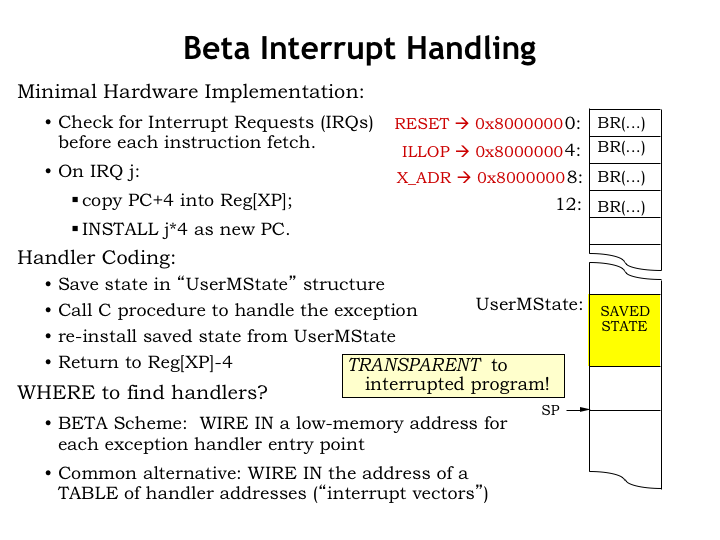 Beta Interrupt Handling
Minimal Hardware Implementation:
• Check for Interrupt Requests (IRQs)
before each instruction fetch.
• On IRQ j:
▪ copy PC+4 into Reg[XP];
▪ INSTALL j*4 as new PC.
RESET → 0x80000000: BR(...)
ILLOP → 0x80000004: BR(...)
X_ADR → 0x80000008: BR(...)
12: BR(...)
Handler Coding:
• Save state in “UserMState” structure
• Call C procedure to handle the exception
• re-install saved state from UserMState
• Return to Reg[XP]-4
UserMState:
SAVED
STATE
TRANSPARENT to
interrupted program!
SP
WHERE to find handlers?
• BETA Scheme: WIRE IN a low-memory address for
each exception handler entry point
• Common alternative: WIRE IN the address of a
TABLE of handler addresses (“interrupt vectors”)